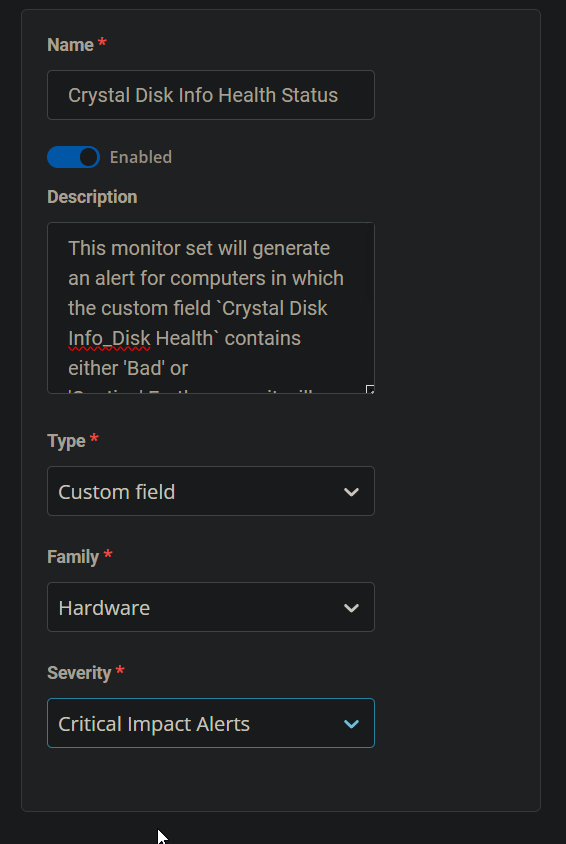 Name *
Crystal Disk Info Health Status
Enabled
Description
This monitor set will generate
an alert for computers in which
the custom field `Crystal Disk
Info_Disk Health` contains
either 'Bad' or
Type *
Custom field
Family *
Hardware
Severity *
Critical Impact Alerts